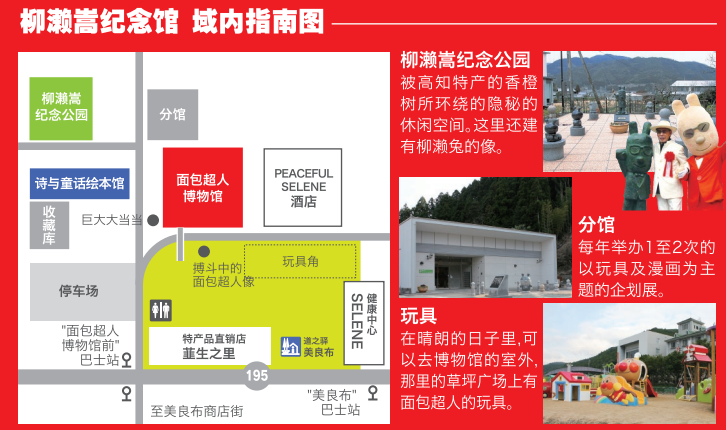 柳濑嵩纪念馆 域内指南图
柳濑嵩
纪念公园
分馆
诗与童话绘本馆
面包超人
博物馆
PEACEFUL
SELENE
酒店
收
藏
库
巨大大当当
搏斗中的
面包超人像
玩具角
停车场
健康中心
SELENE
特产品直销店
韮生之里
道之驿
美良布
"面包超人
博物馆前"
巴士站
195
至美良布商店街
"美良布"
巴士站
柳濑嵩纪念公园
被高知特产的香橙
树所环绕的隐秘的
休闲空间。这里还建
有柳濑兔的像。
分馆
每年举办1至2次的
以玩具及漫画为主
题的企划展。
玩具
在晴朗的日子里,可
以去博物馆的室外,
那里的草坪广场上有
面包超人的玩具。